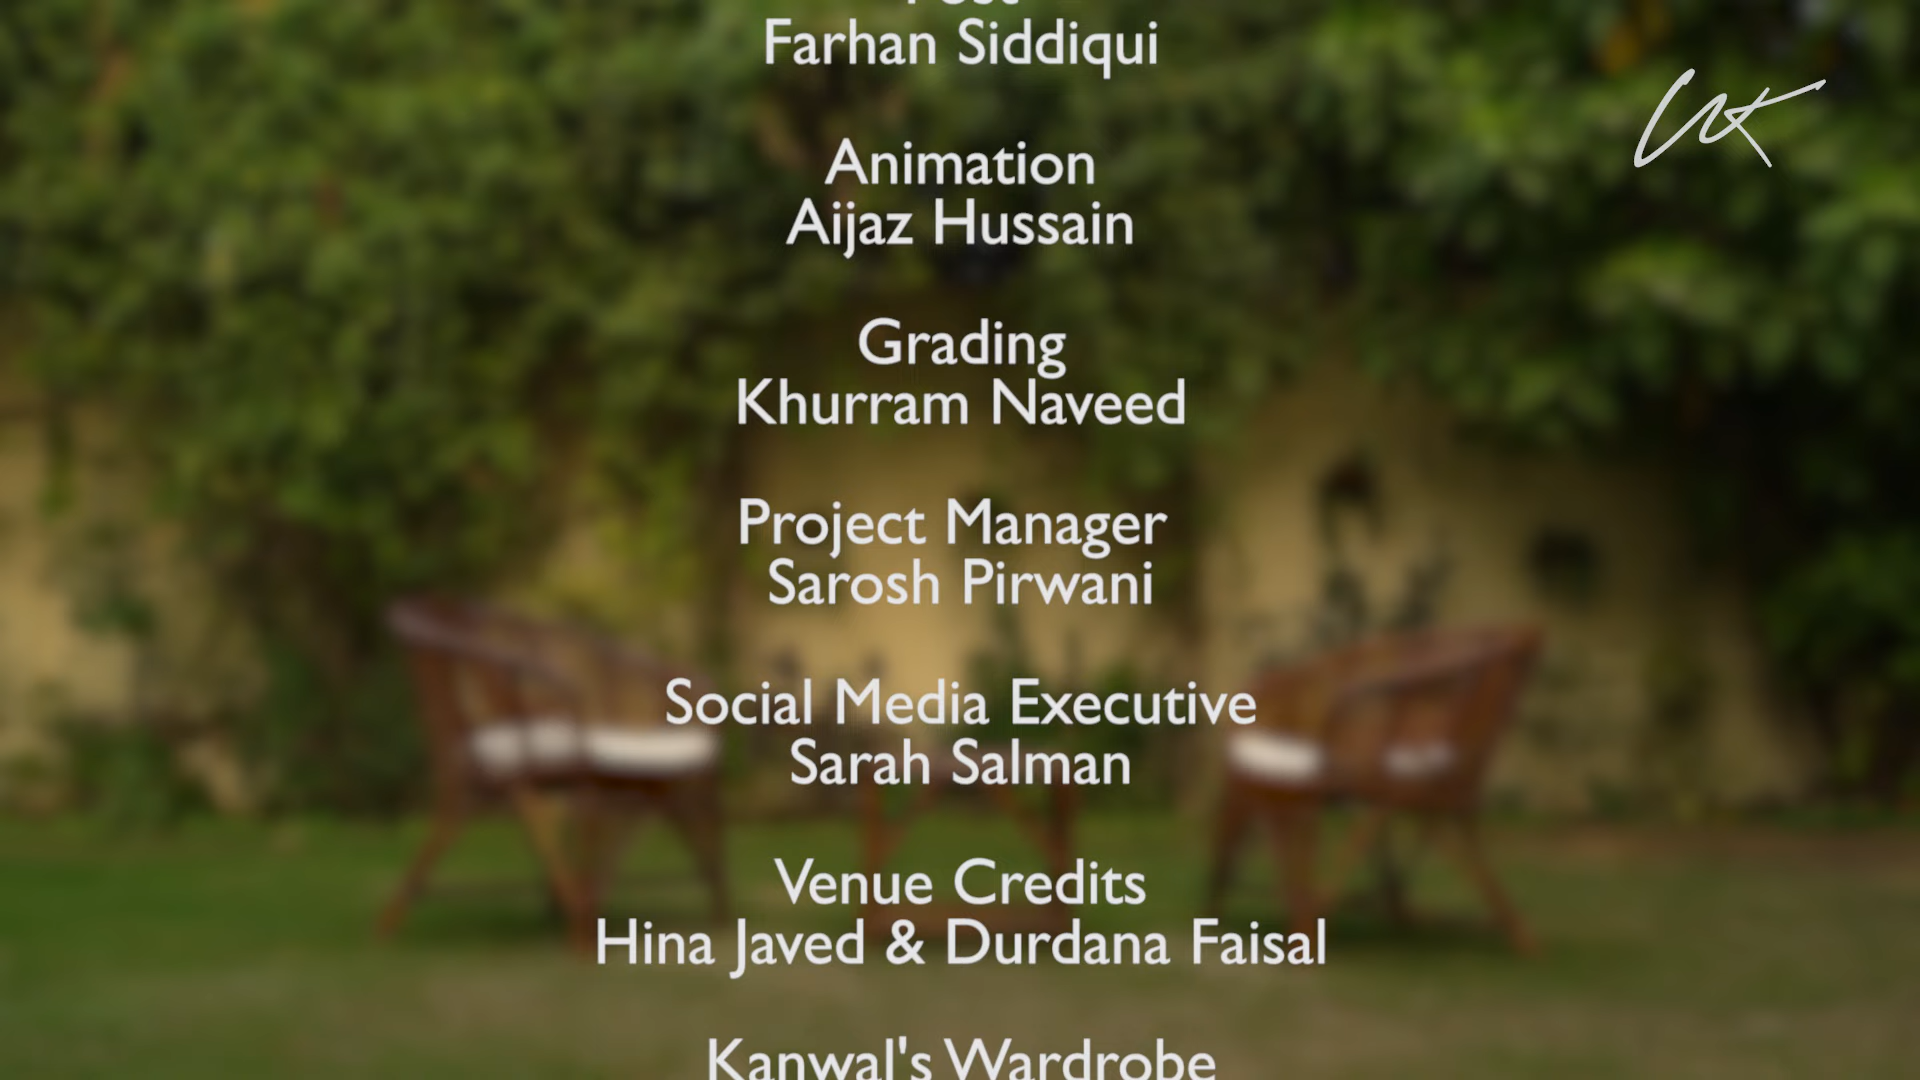 Farhan Siddiqui
Animation
Aijaz Hussain
Grading
Khurram Naveed
Project Manager
Sarosh Pirwani
Social Media Executive
Sarah Salman
Venue Credits
Hina Javed & Durdana Faisal
Kanwal's Wardrobe